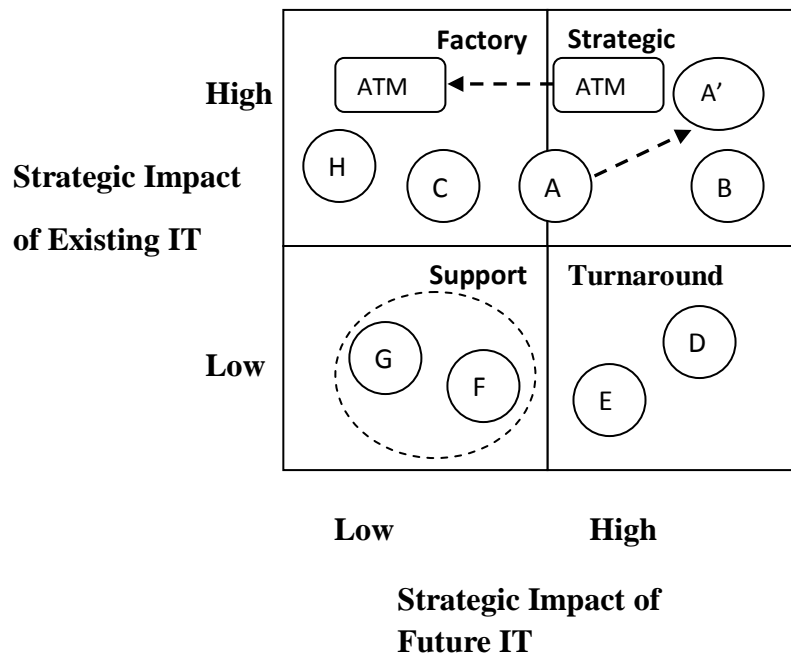 Factory
Strategic
High
ATM
ATM
A’
H
C
A
B
Strategic Impact
of Existing IT
Support
Turnaround
Low
G
F
D
E
Low
High
Strategic Impact of
Future IT